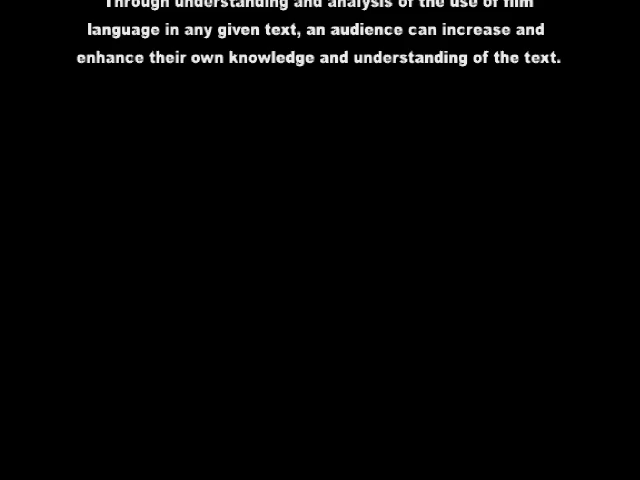 Through understanding and analysis of the use of film
language in any given text, an audience can increase and
enhance their own knowledge and understanding of the text.